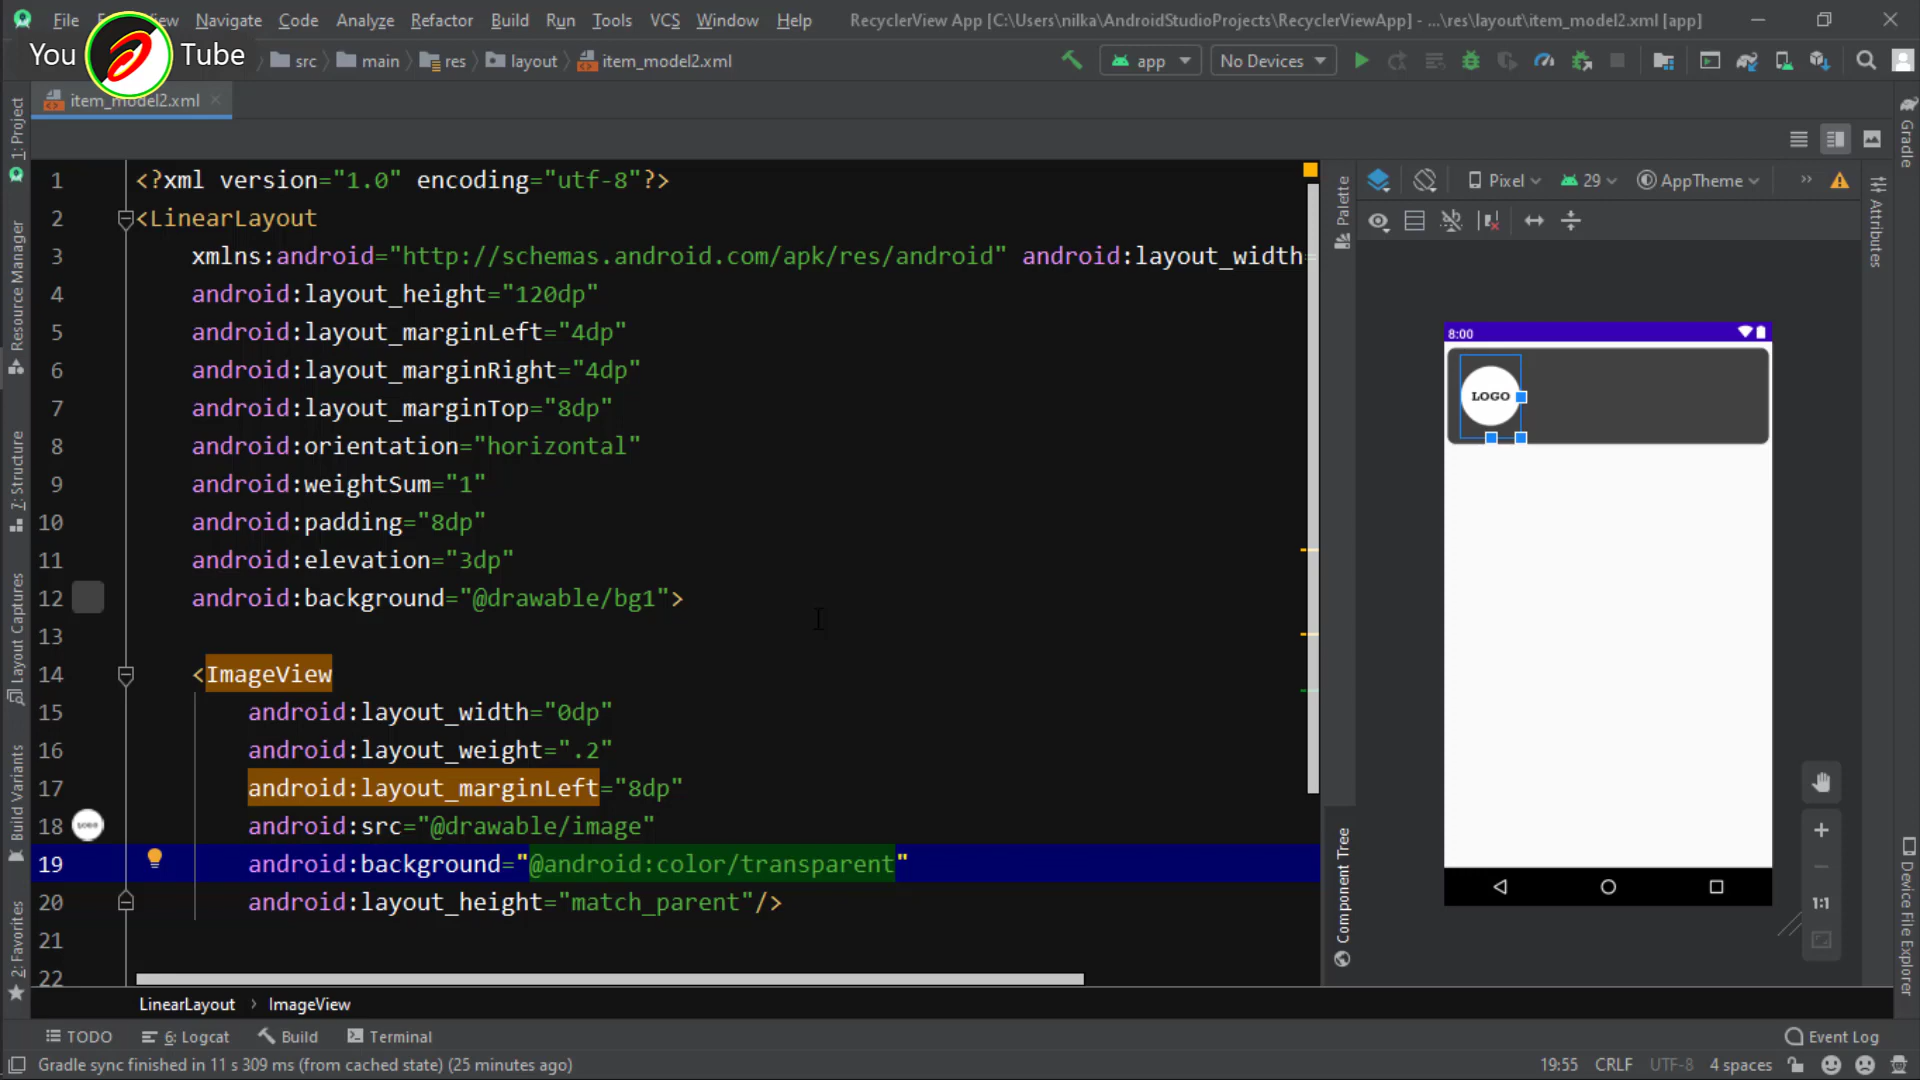 File View Navigate Code Analyze Refactor Build Run Tools VCS Window Help RecyclerView App [C:\Users\nilka\AndroidStudioProjects\RecyclerViewApp] - ...\res\layout\item_model2.xml [app]
You Tube
src main res layout item_model2.xml app No Devices
item_model2.xml
1: Project
Resource Manager
7: Structure
Layout Captures
Build Variants
2: Favorites
1 <?xml version="1.0" encoding="utf-8"?>
2 <LinearLayout
3 xmlns:android="http://schemas.android.com/apk/res/android" android:layout_width=
4 android:layout_height="120dp"
5 android:layout_marginLeft="4dp"
6 android:layout_marginRight="4dp"
7 android:layout_marginTop="8dp"
8 android:orientation="horizontal"
9 android:weightSum="1"
10 android:padding="8dp"
11 android:elevation="3dp"
12 android:background="@drawable/bg1">
13
14 <ImageView
15 android:layout_width="0dp"
16 android:layout_weight=".2"
17 android:layout_marginLeft="8dp"
18 android:src="@drawable/image"
19 android:background="@android:color/transparent"
20 android:layout_height="match_parent"/>
21
22
Palette
Component Tree
Pixel 29 AppTheme »
8:00
LOGO
1:1
Gradle
Attributes
Device File Explorer
LinearLayout › ImageView
TODO 6: Logcat Build Terminal Event Log
Gradle sync finished in 11 s 309 ms (from cached state) (25 minutes ago) 19:55 CRLF UTF-8 4 spaces